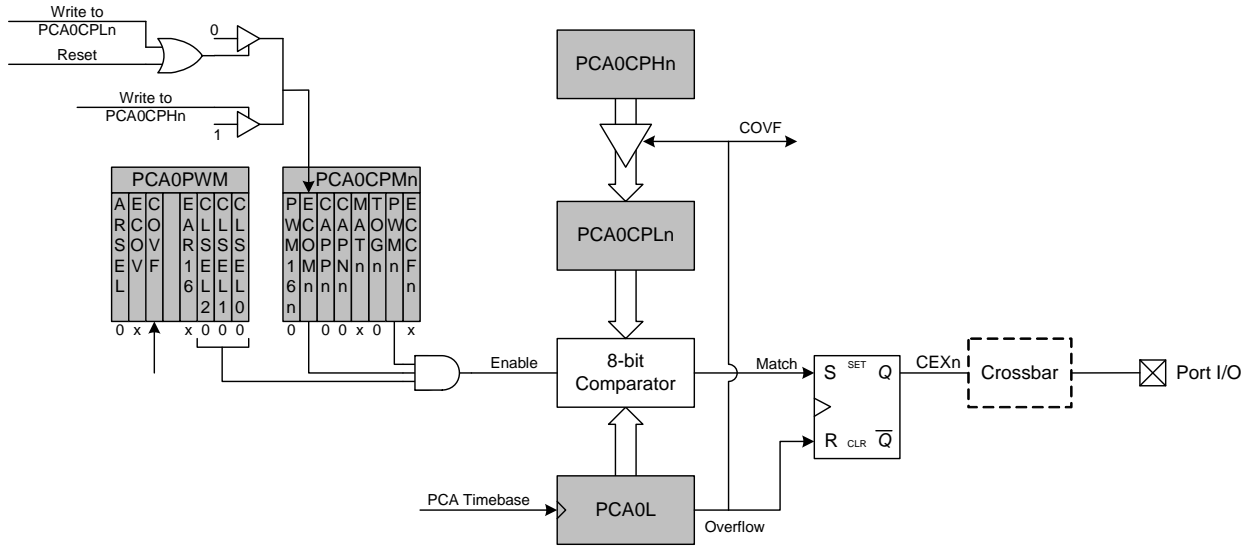 Write to
PCA0CPLn
Reset
0
Write to
PCA0CPHn
1
PCA0CPHn
COVF
PCA0PWM
ARSEL
ECOV
COVF
EAR16
CLSEL2
CLSEL1
CLSEL0
0 x x 0 0 0
PCA0CPMn
PWM16n
ECOMn
CAPPn
CAPNn
MATn
TOGn
PWMn
ECCFn
0 0 0 x 0 x
PCA0CPLn
Enable
8-bit
Comparator
Match
S SET Q
R CLR Q
CEXn
Crossbar
Port I/O
PCA Timebase
PCA0L
Overflow